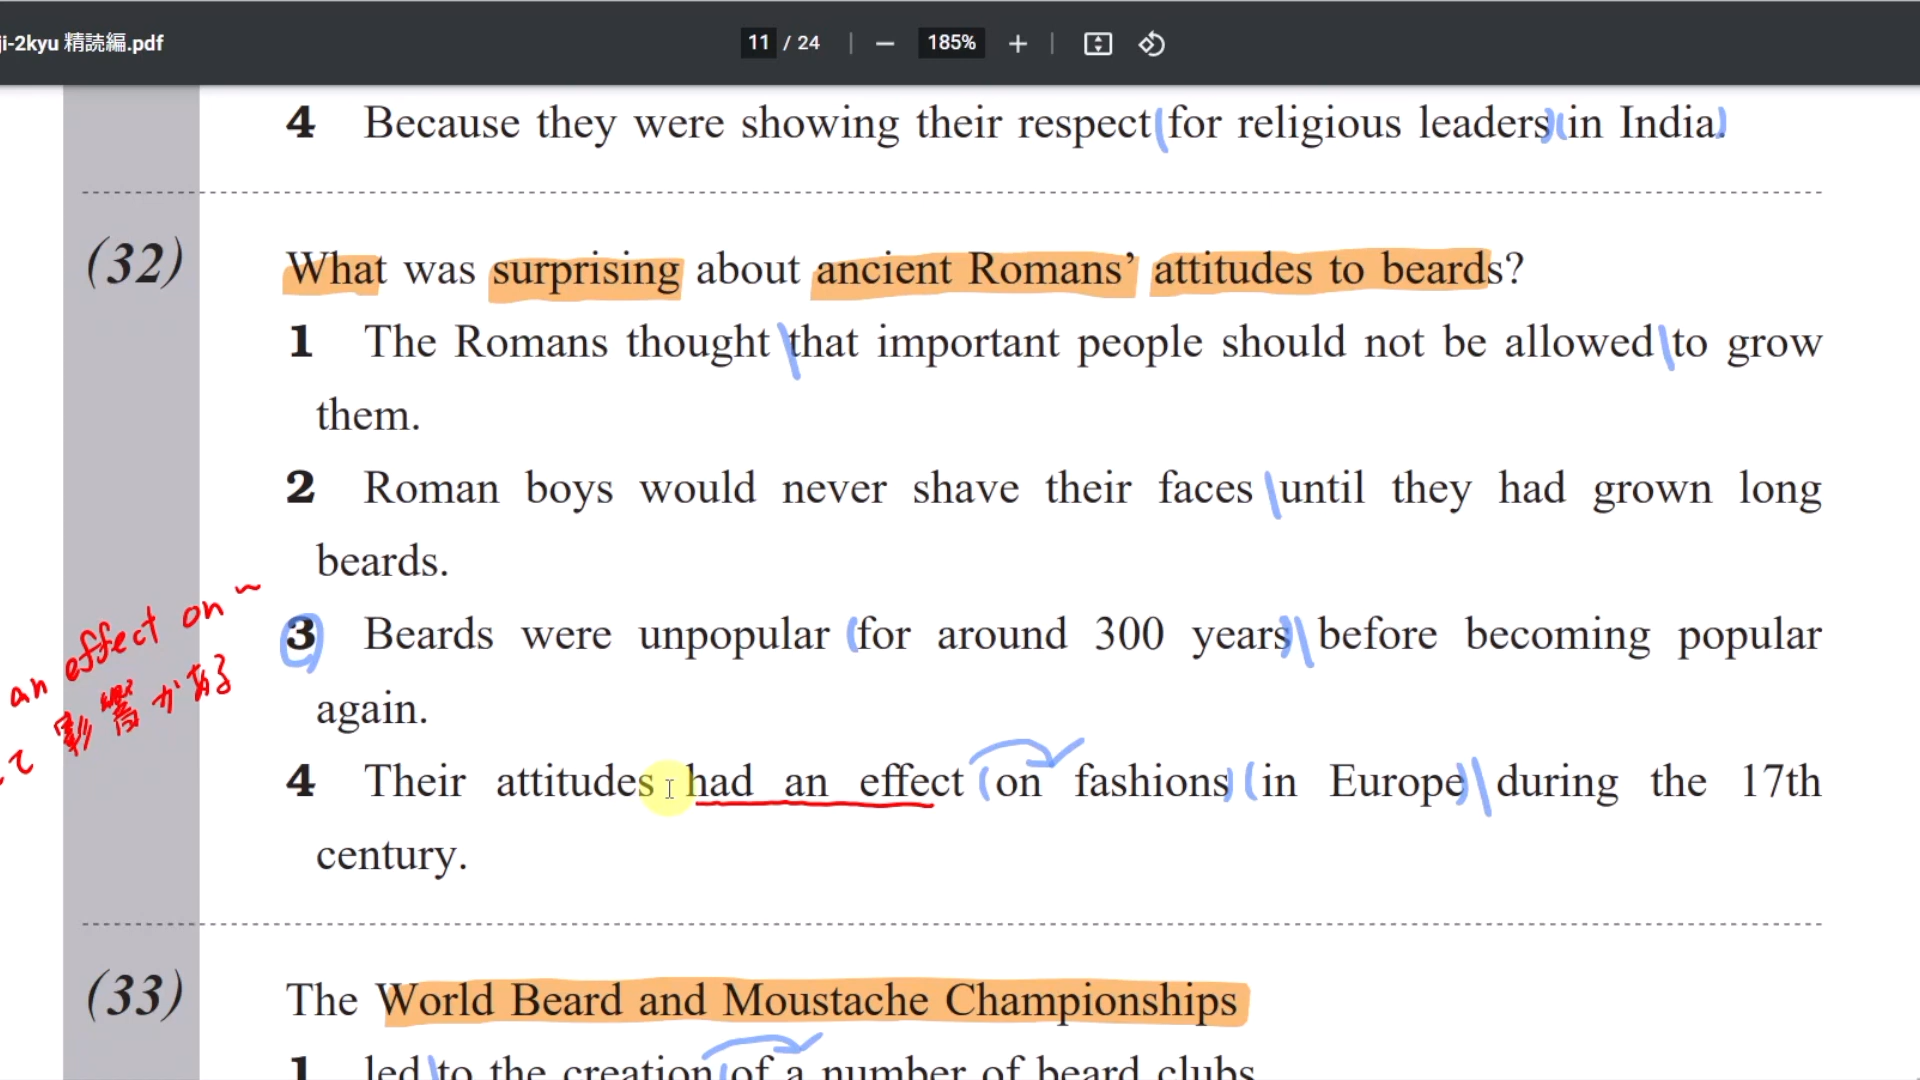 ji-2kyu 精読編.pdf
11 / 24
185%
4 Because they were showing their respect (for religious leaders) (in India.)
(32) What was surprising about ancient Romans' attitudes to beards?
1 The Romans thought \ that important people should not be allowed \ to grow
them.
2 Roman boys would never shave their faces \ until they had grown long
beards.
an effect on ~
3 Beards were unpopular (for around 300 years) \ before becoming popular
again.
て 影響がある
4 Their attitudes had an effect (on fashions) (in Europe) \ during the 17th
century.
(33) The World Beard and Moustache Championships
1 led \ to the creation (of a number of beard clubs